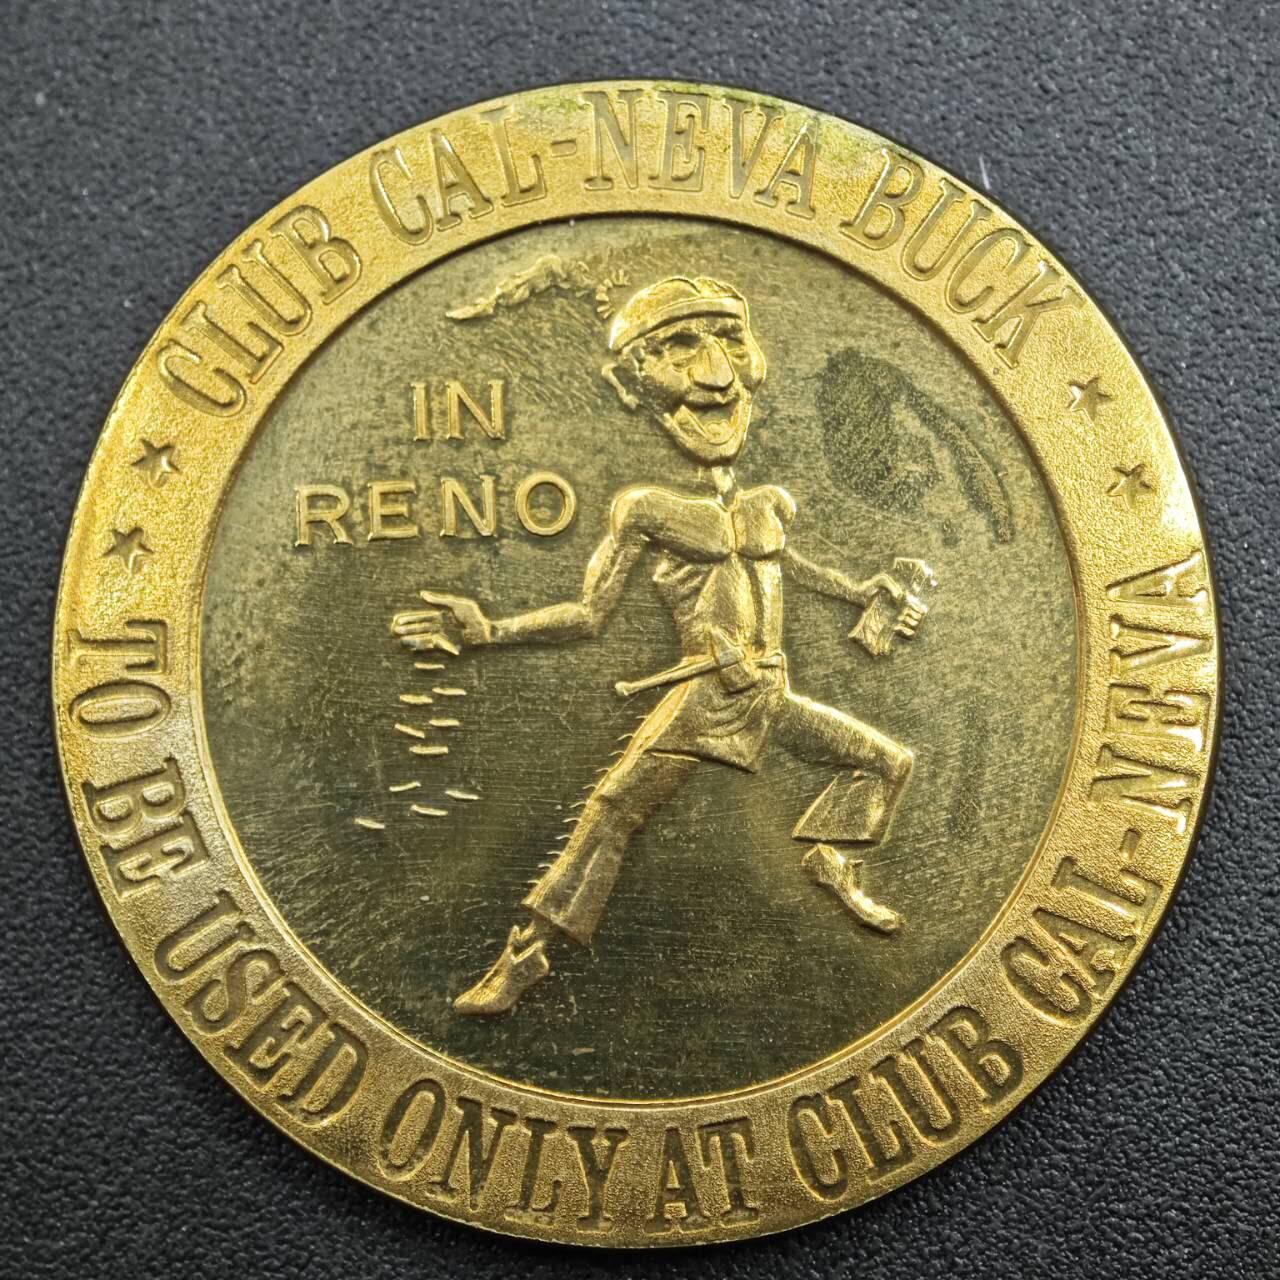 CLUB CAL-NEVA BUCK
IN
RENO
TO BE USED ONLY AT CLUB CAL-NEVA